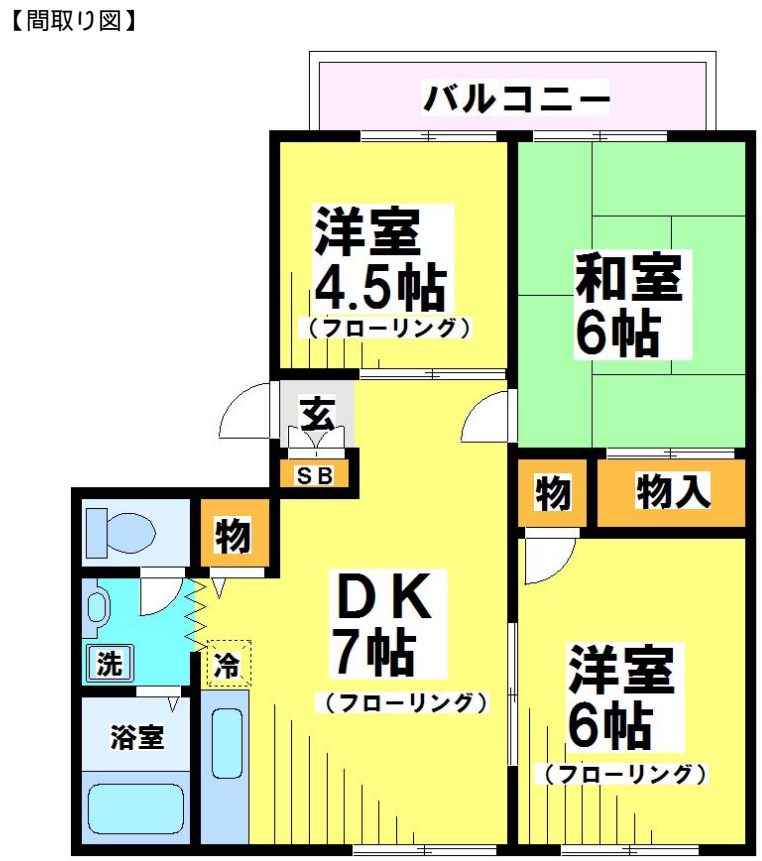 【間取り図】
バルコニー
洋室
4.5帖
(フローリング)
和室
6帖
玄
SB
物
物
物入
DK
7帖
(フローリング)
洗
冷
洋室
6帖
(フローリング)
浴室